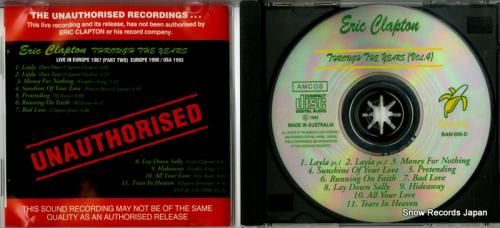 THE UNAUTHORISED RECORDINGS . . .
This live recording and its release, has not been authorised by
ERIC CLAPTON or his record company.
Eric Clapton THROUGH THE YEARS
LIVE IN EUROPE 1987 (PART TWO) EUROPE 1990 / USA 1993
1. Layla
2. Layla
3. Money For Nothing
4. Sunshine Of Your Love
5. Pretending
6. Running On Faith
7. Bad Love
UNAUTHORISED
8. Lay Down Sally
9. Hideaway
10. All Your Love
11. Tears In Heaven
THIS SOUND RECORDING MAY NOT BE OF THE SAME
QUALITY AS AN AUTHORISED RELEASE
Eric Clapton
THROUGH THE YEARS (VOL.4)
AMCOS
COMPACT
disc
DIGITAL AUDIO
MADE IN AUSTRALIA
BAN-006-D
1. Layla pt.1 2. Layla pt.2 3. Money For Nothing
4. Sunshine Of Your Love 5. Pretending
6. Running On Faith 7. Bad Love
8. Lay Down Sally 9. Hideaway
10. All Your Love
11. Tears In Heaven
Snow Records Japan